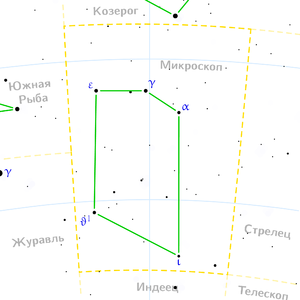 Козерог
Микроскоп
Южная
Рыба
ε
γ
α
γ
ϑ¹
ι
Журавль
Стрелец
Индеец
Телескоп